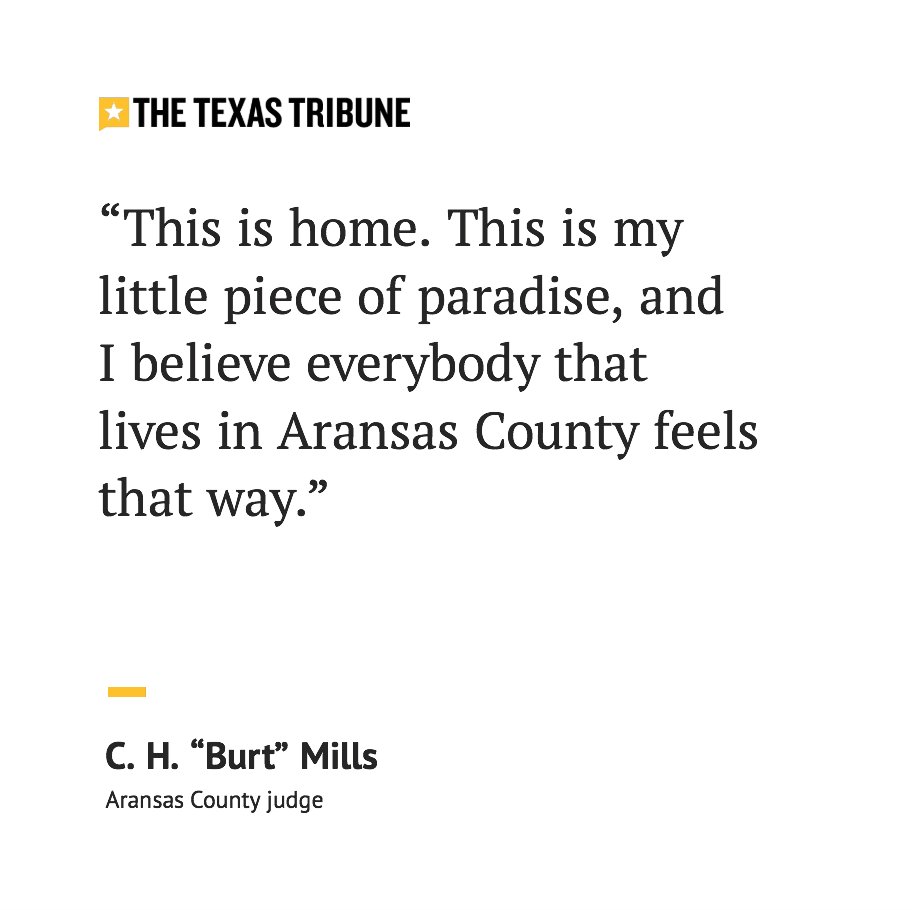 THE TEXAS TRIBUNE
“This is home. This is my
little piece of paradise, and
I believe everybody that
lives in Aransas County feels
that way.”
C. H. “Burt” Mills
Aransas County judge